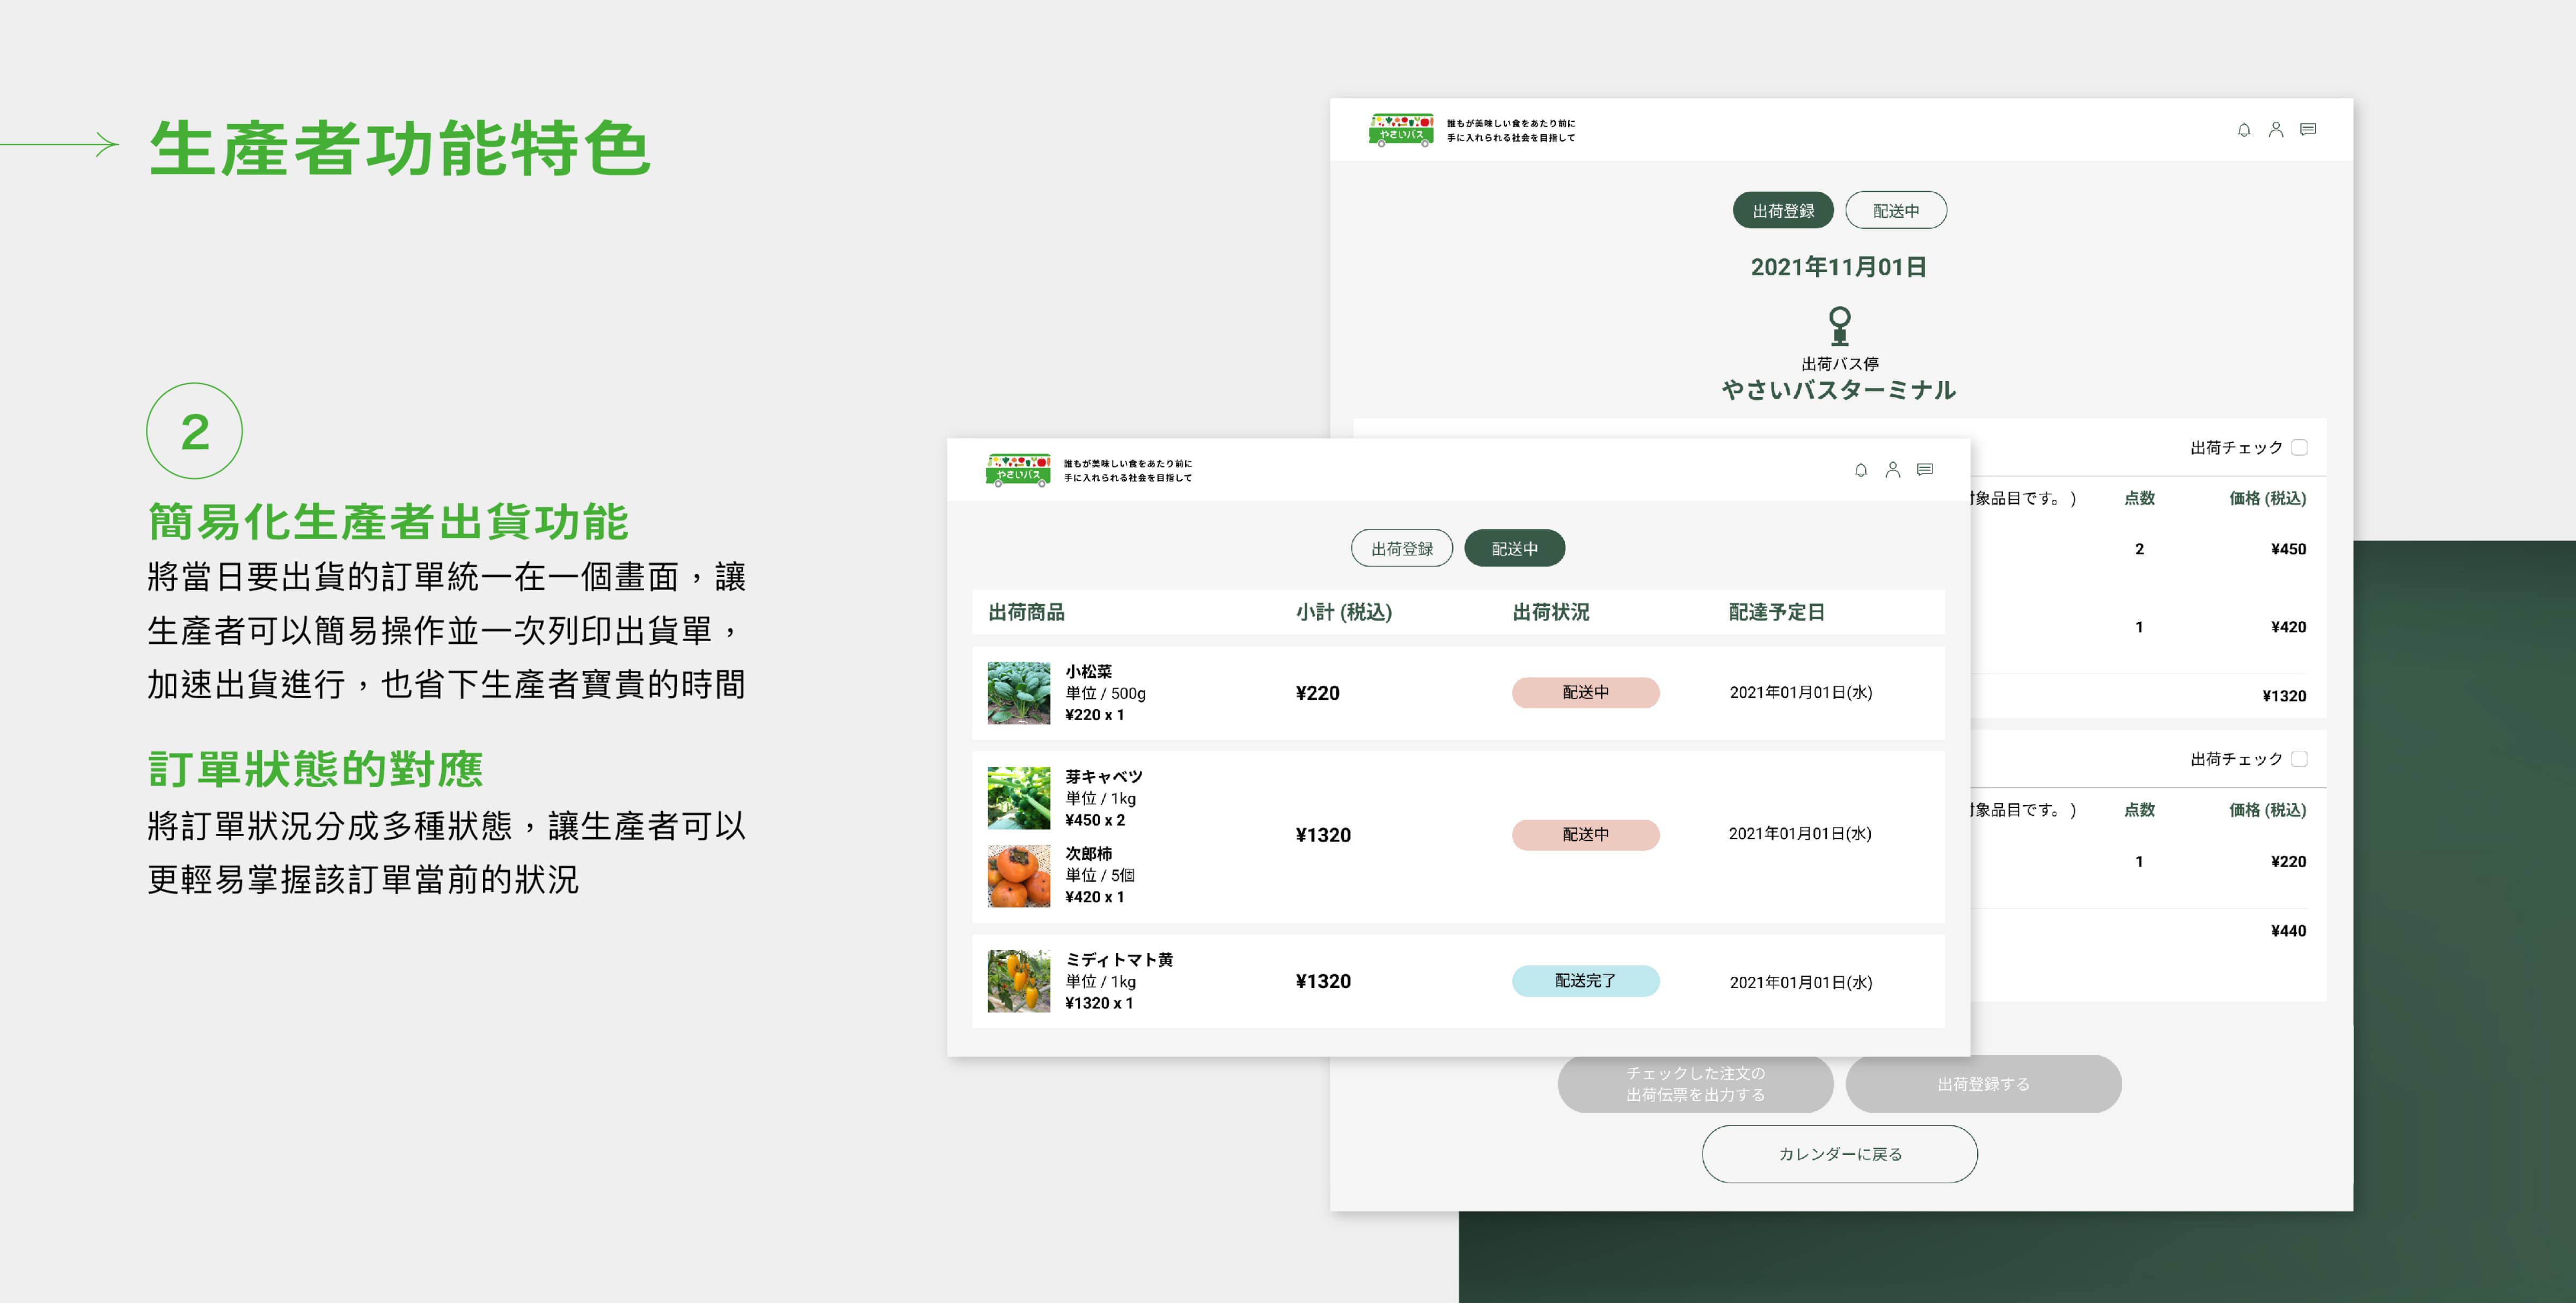 生產者功能特色
2
簡易化生產者出貨功能
將當日要出貨的訂單統一在一個畫面，讓
生產者可以簡易操作並一次列印出貨單，
加速出貨進行，也省下生產者寶貴的時間
訂單狀態的對應
將訂單狀況分成多種狀態，讓生產者可以
更輕易掌握該訂單當前的狀況
やさいバス
誰もが美味しい食をあたり前に
手に入れられる社会を目指して
出荷登録
配送中
2021年11月01日
出荷バス停
やさいバスターミナル
出荷チェック
対象品目です。) 点数 価格 (税込)
2 ¥450
1 ¥420
¥1320
出荷チェック
対象品目です。) 点数 価格 (税込)
1 ¥220
¥440
チェックした注文の
出荷伝票を出力する
出荷登録する
カレンダーに戻る
やさいバス
誰もが美味しい食をあたり前に
手に入れられる社会を目指して
出荷登録
配送中
出荷商品 小計 (税込) 出荷状況 配達予定日
小松菜
単位 / 500g
¥220 x 1
¥220 配送中 2021年01月01日(水)
芽キャベツ
単位 / 1kg
¥450 x 2
次郎柿
単位 / 5個
¥420 x 1
¥1320 配送中 2021年01月01日(水)
ミディトマト黄
単位 / 1kg
¥1320 x 1
¥1320 配送完了 2021年01月01日(水)